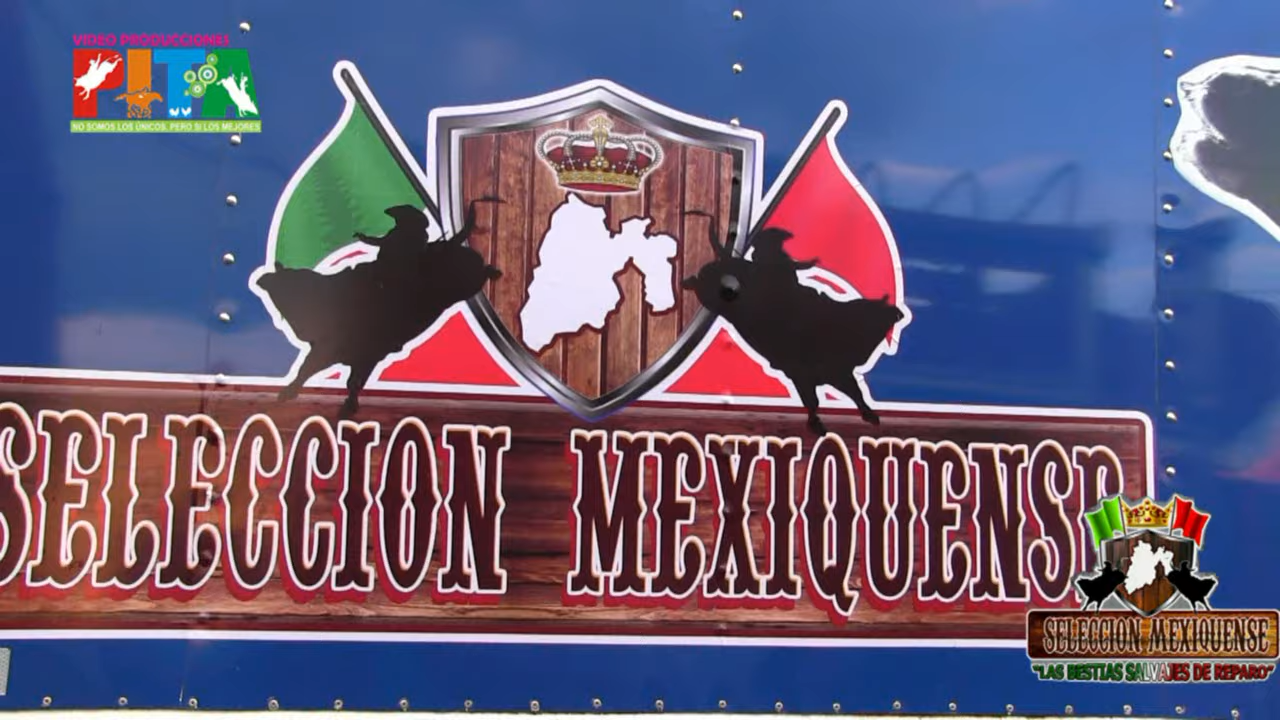 VIDEO PRODUCCIONES
PITA
NO SOMOS LOS ÚNICOS, PERO SI LOS MEJORES
SELECCION MEXIQUENSE
SELECCION MEXIQUENSE
"LAS BESTIAS SALVAJES DE REPARO"